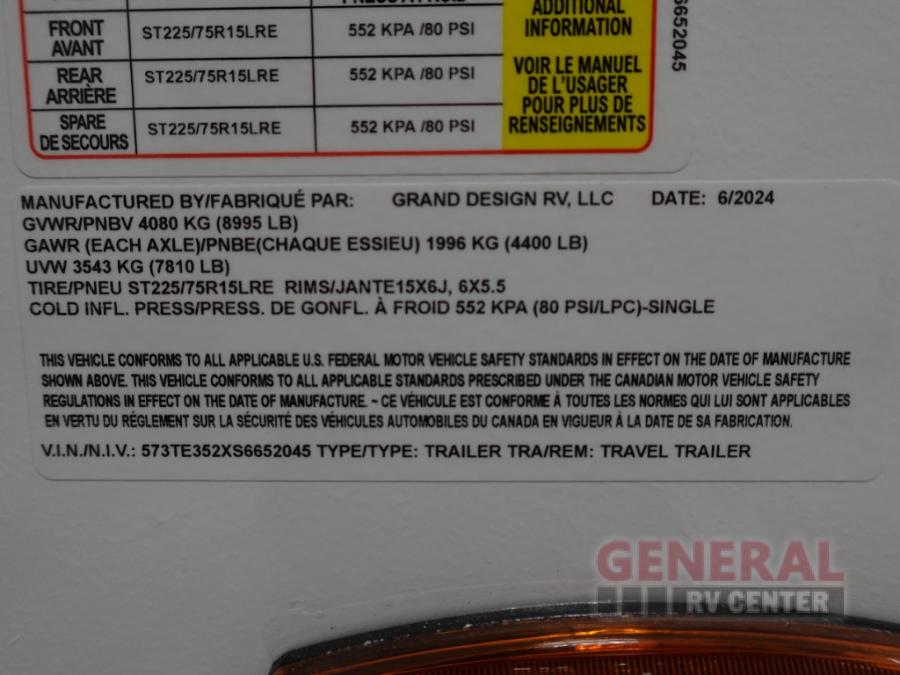 FRONT
AVANT
ST225/75R15LRE
552 KPA /80 PSI
REAR
ARRIÈRE
ST225/75R15LRE
552 KPA /80 PSI
SPARE
DE SECOURS
ST225/75R15LRE
552 KPA /80 PSI
ADDITIONAL
INFORMATION
VOIR LE MANUEL
DE L'USAGER
POUR PLUS DE
RENSEIGNEMENTS
6652045
MANUFACTURED BY/FABRIQUÉ PAR: GRAND DESIGN RV, LLC DATE: 6/2024
GVWR/PNBV 4080 KG (8995 LB)
GAWR (EACH AXLE)/PNBE(CHAQUE ESSIEU) 1996 KG (4400 LB)
UVW 3543 KG (7810 LB)
TIRE/PNEU ST225/75R15LRE RIMS/JANTE15X6J, 6X5.5
COLD INFL. PRESS/PRESS. DE GONFL. À FROID 552 KPA (80 PSI/LPC)-SINGLE
THIS VEHICLE CONFORMS TO ALL APPLICABLE U.S. FEDERAL MOTOR VEHICLE SAFETY STANDARDS IN EFFECT ON THE DATE OF MANUFACTURE
SHOWN ABOVE. THIS VEHICLE CONFORMS TO ALL APPLICABLE STANDARDS PRESCRIBED UNDER THE CANADIAN MOTOR VEHICLE SAFETY
REGULATIONS IN EFFECT ON THE DATE OF MANUFACTURE. ~ CE VÉHICULE EST CONFORME À TOUTES LES NORMES QUI LUI SONT APPLICABLES
EN VERTU DU RÉGLEMENT SUR LA SÉCURITÉ DES VÉHICULES AUTOMOBILES DU CANADA EN VIGUEUR À LA DATE DE SA FABRICATION.
V.I.N./N.I.V.: 573TE352XS6652045 TYPE/TYPE: TRAILER TRA/REM: TRAVEL TRAILER
GENERAL
RV CENTER